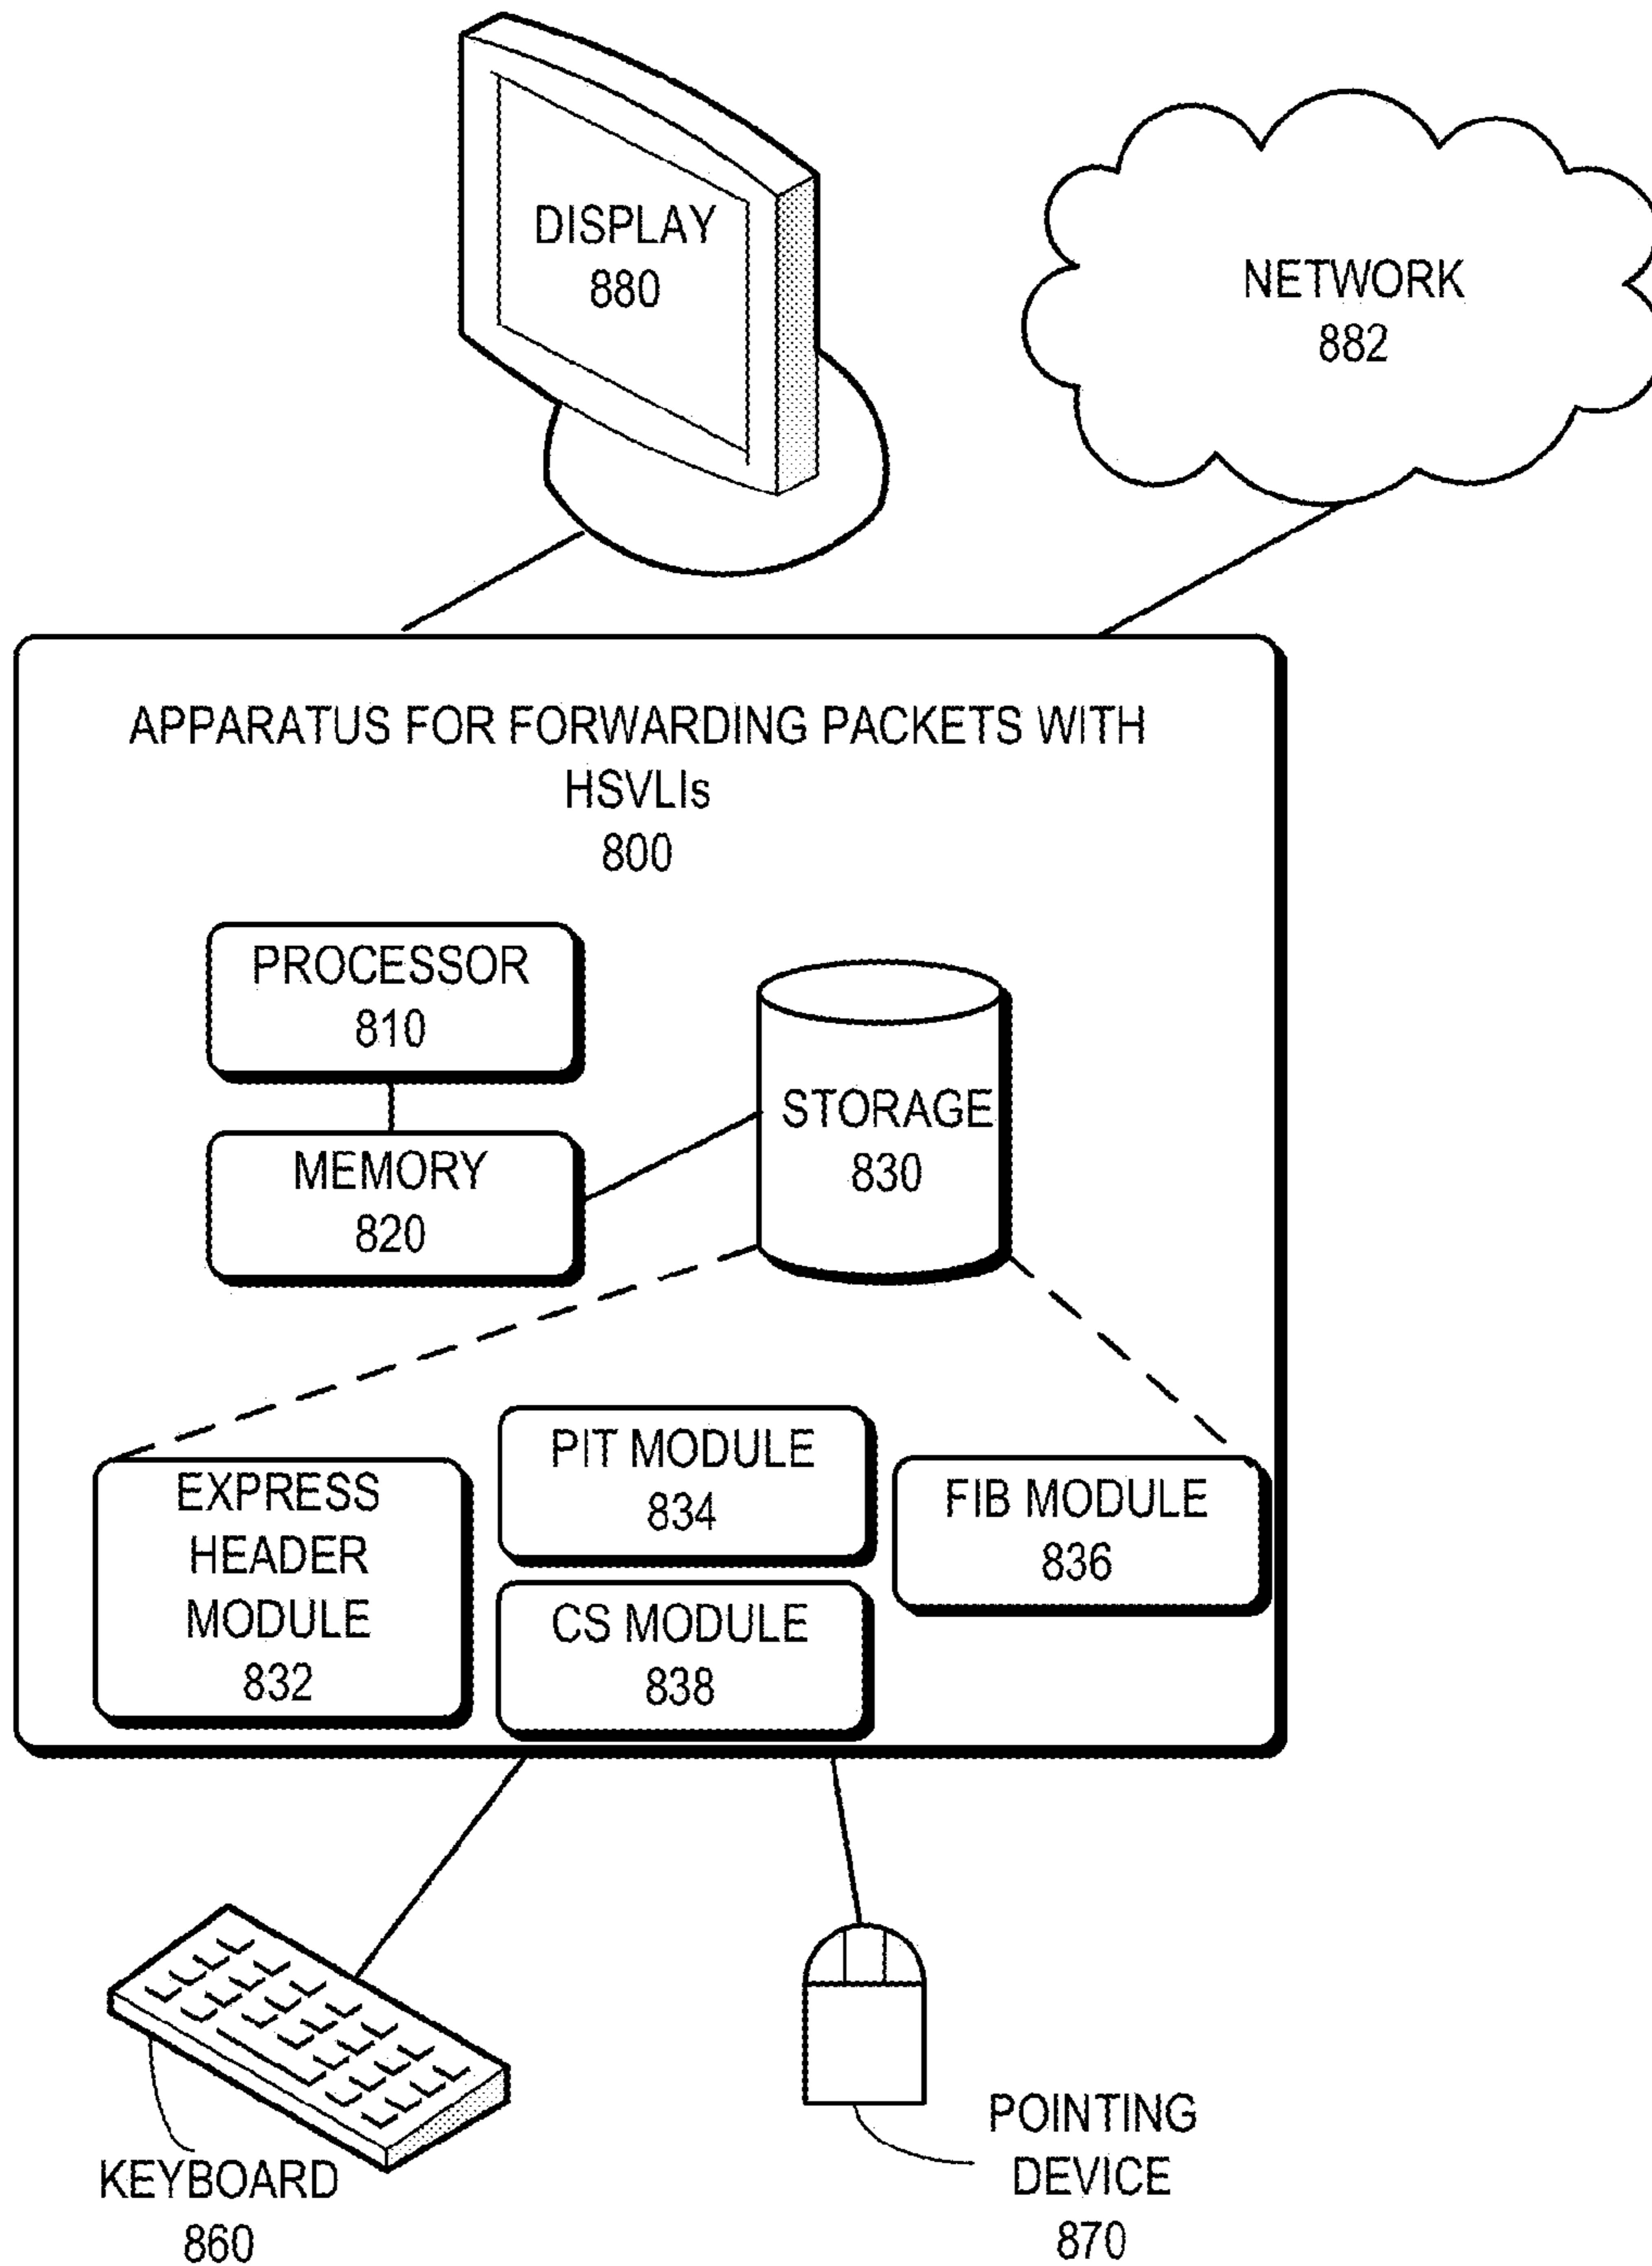 DISPLAY
880
NETWORK
882
APPARATUS FOR FORWARDING PACKETS WITH
HSVLIs
800
PROCESSOR
810
MEMORY
820
STORAGE
830
EXPRESS
HEADER
MODULE
832
PIT MODULE
834
CS MODULE
838
FIB MODULE
836
KEYBOARD
860
POINTING
DEVICE
870